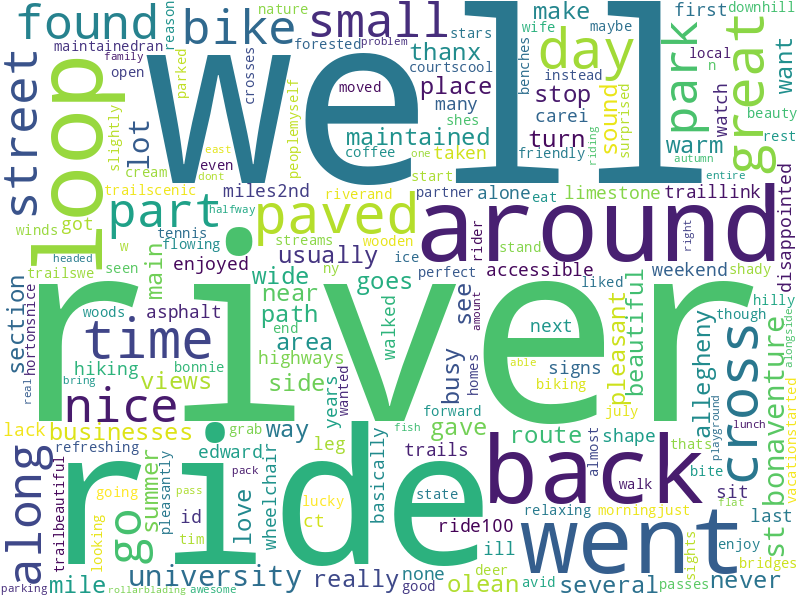 found
bike
small
well
nature
reason
maintainedran
forested
problem
stars
wife
maybe
make
first
downhill
family
open
parked
crosses
thanx
courtscool
day
benches
instead
local
n
park
great
want
street
loop
slightly
lot
even
peoplemyself
moved
shes
place
many
stop
carei
sound
surprised
watch
beauty
rest
cream
east
dont
coffee
one
maintained
taken
turn
friendly
riding
warm
autumn
entire
trailscenic
miles2nd
riverand
start
partner
alone
eat
limestone
traillink
disappointed
got
halfway
part
paved
around
winds
w
tennis
flowing
streams
wooden
rider
stand
right
trailswe
seen
main
enjoyed
usually
ny
ice
perfect
accessible
liked
weekend
shady
headed
river
woods
asphalt
wide
near
goes
see
pleasant
beautiful
hilly
section
hortonsnice
time
path
area
end
walked
amount
next
though
real
bring
hiking
bonnie
highways
years
wanted
busy
homes
able
signs
biking
allegheny
cross
bonaventure
alongside
nice
views
side
forward
july
playground
lack
businesses
grab
way
fish
gave
route
shape
thats
lunch
vacationstarted
refreshing
edward
leg
basically
trails
almost
bite
along
trailbeautiful
looking
go
summer
pleasantly
going
pass
ride
pack
love
wheelchair
lucky
state
back
walk
sit
st
flat
id
tim
ct
ride100
relaxing
morningjust
last
enjoy
ill
went
sights
bridges
parking
mile
university
really
none
good
olean
deer
avid
several
passes
never
rollarblading
awesome